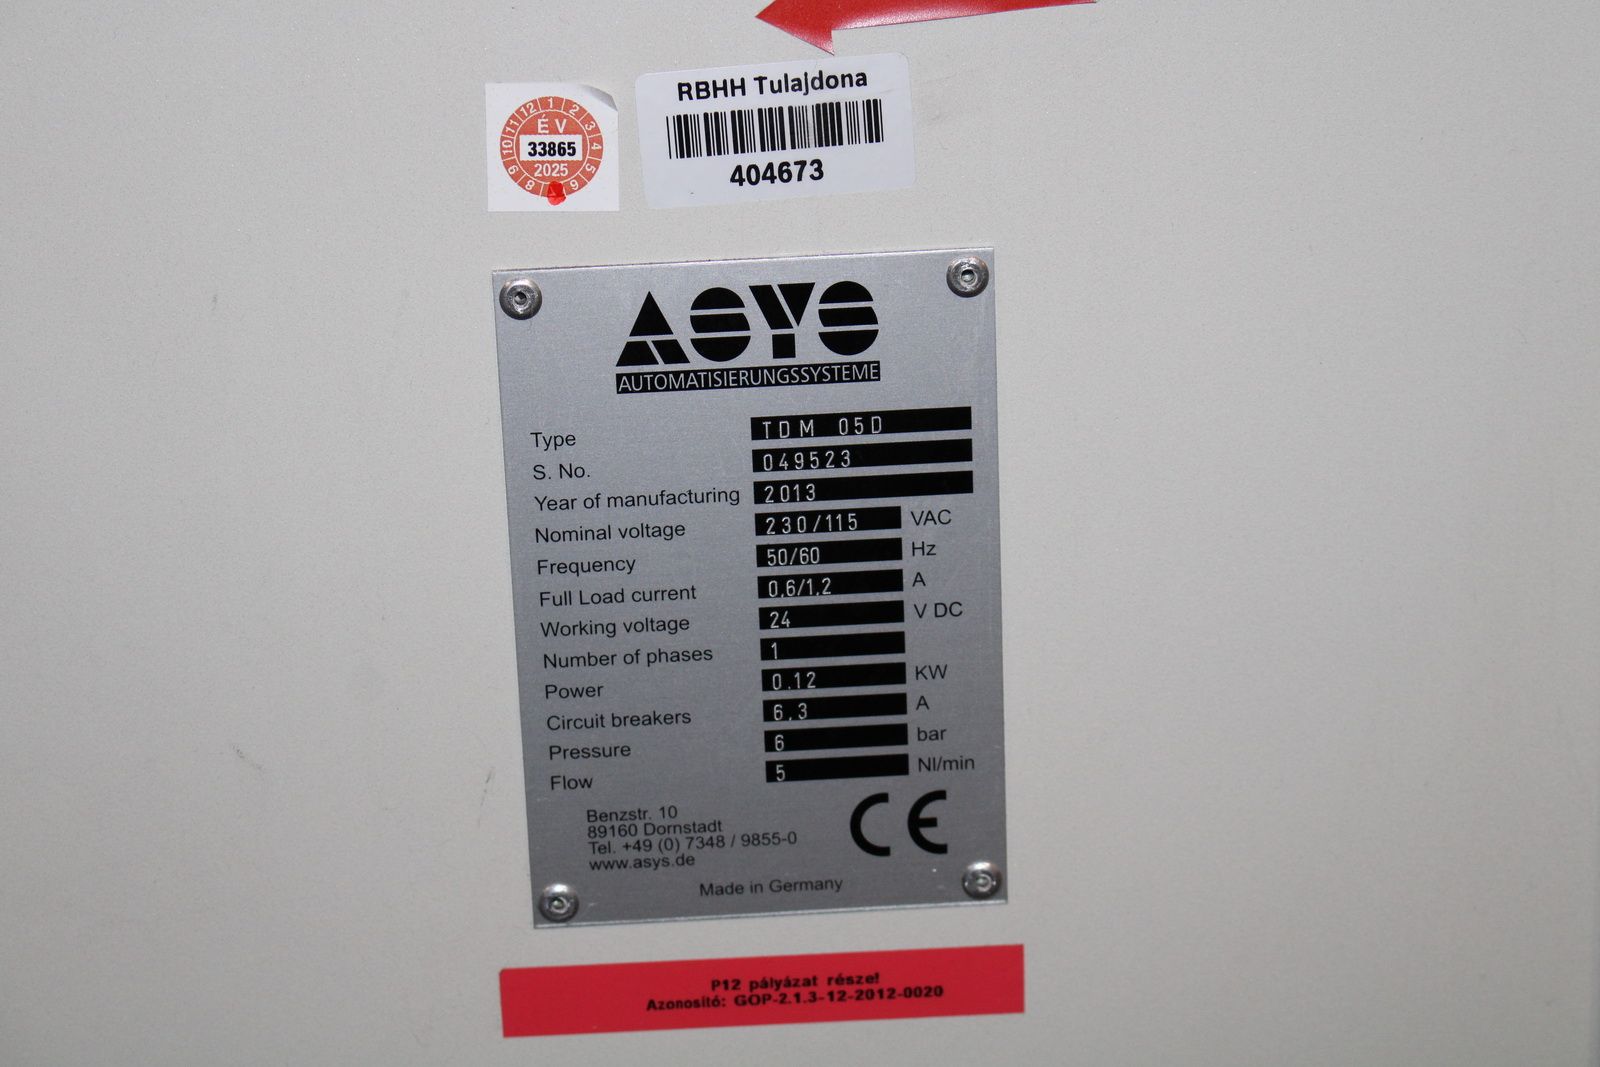 12 1 2 3 4 5 6 8 9 10 11
ÉV
33865
2025
RBHH Tulajdona
404673
ASYS
AUTOMATISIERUNGSSYSTEME
Type TDM 05D
S. No. 049523
Year of manufacturing 2013
Nominal voltage 230/115 VAC
Frequency 50/60 Hz
Full Load current 0,6/1,2 A
Working voltage 24 V DC
Number of phases 1
Power 0.12 KW
Circuit breakers 6,3 A
Pressure 6 bar
Flow 5 Nl/min
Benzstr. 10
89160 Dornstadt
Tel. +49 (0) 7348 / 9855-0
www.asys.de
CE
Made in Germany
P12 pályázat része!
Azonosító: GOP-2.1.3-12-2012-0020